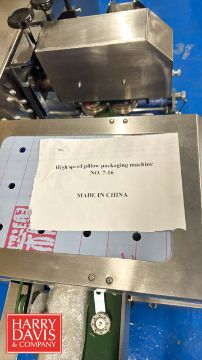 High speed pillow packaging machine
NO. 7-16
MADE IN CHINA
HARRY
DAVIS
& COMPANY